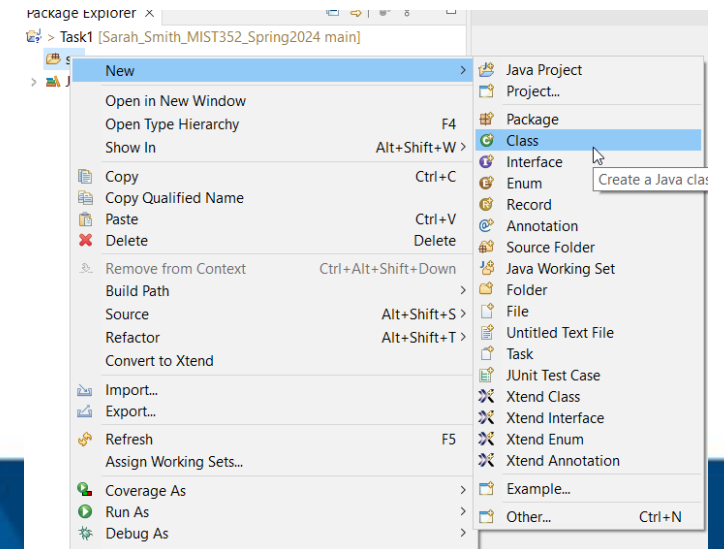 Package Explorer ×
> Task1 [Sarah_Smith_MIST352_Spring2024 main]
New >
Open in New Window
Open Type Hierarchy F4
Show In Alt+Shift+W >
Copy Ctrl+C
Copy Qualified Name
Paste Ctrl+V
Delete Delete
Remove from Context Ctrl+Alt+Shift+Down
Build Path >
Source Alt+Shift+S >
Refactor Alt+Shift+T >
Convert to Xtend
Import...
Export...
Refresh F5
Assign Working Sets...
Coverage As >
Run As >
Debug As >
Java Project
Project...
Package
Class
Interface
Create a Java clas
Enum
Record
Annotation
Source Folder
Java Working Set
Folder
File
Untitled Text File
Task
JUnit Test Case
Xtend Class
Xtend Interface
Xtend Enum
Xtend Annotation
Example...
Other... Ctrl+N